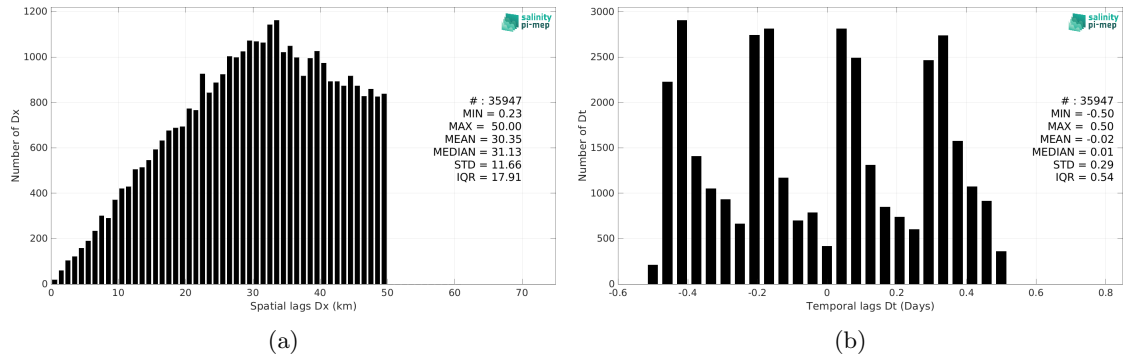 1200
1000
800
600
400
200
0
Number of Dx
0 10 20 30 40 50 60 70
Spatial lags Dx (km)
salinity
pi-mep
# : 35947
MIN = 0.23
MAX = 50.00
MEAN = 30.35
MEDIAN = 31.13
STD = 11.66
IQR = 17.91
(a)
3000
2500
2000
1500
1000
500
0
Number of Dt
-0.6 -0.4 -0.2 0 0.2 0.4 0.6 0.8
Temporal lags Dt (Days)
salinity
pi-mep
# : 35947
MIN = -0.50
MAX = 0.50
MEAN = -0.02
MEDIAN = 0.01
STD = 0.29
IQR = 0.54
(b)